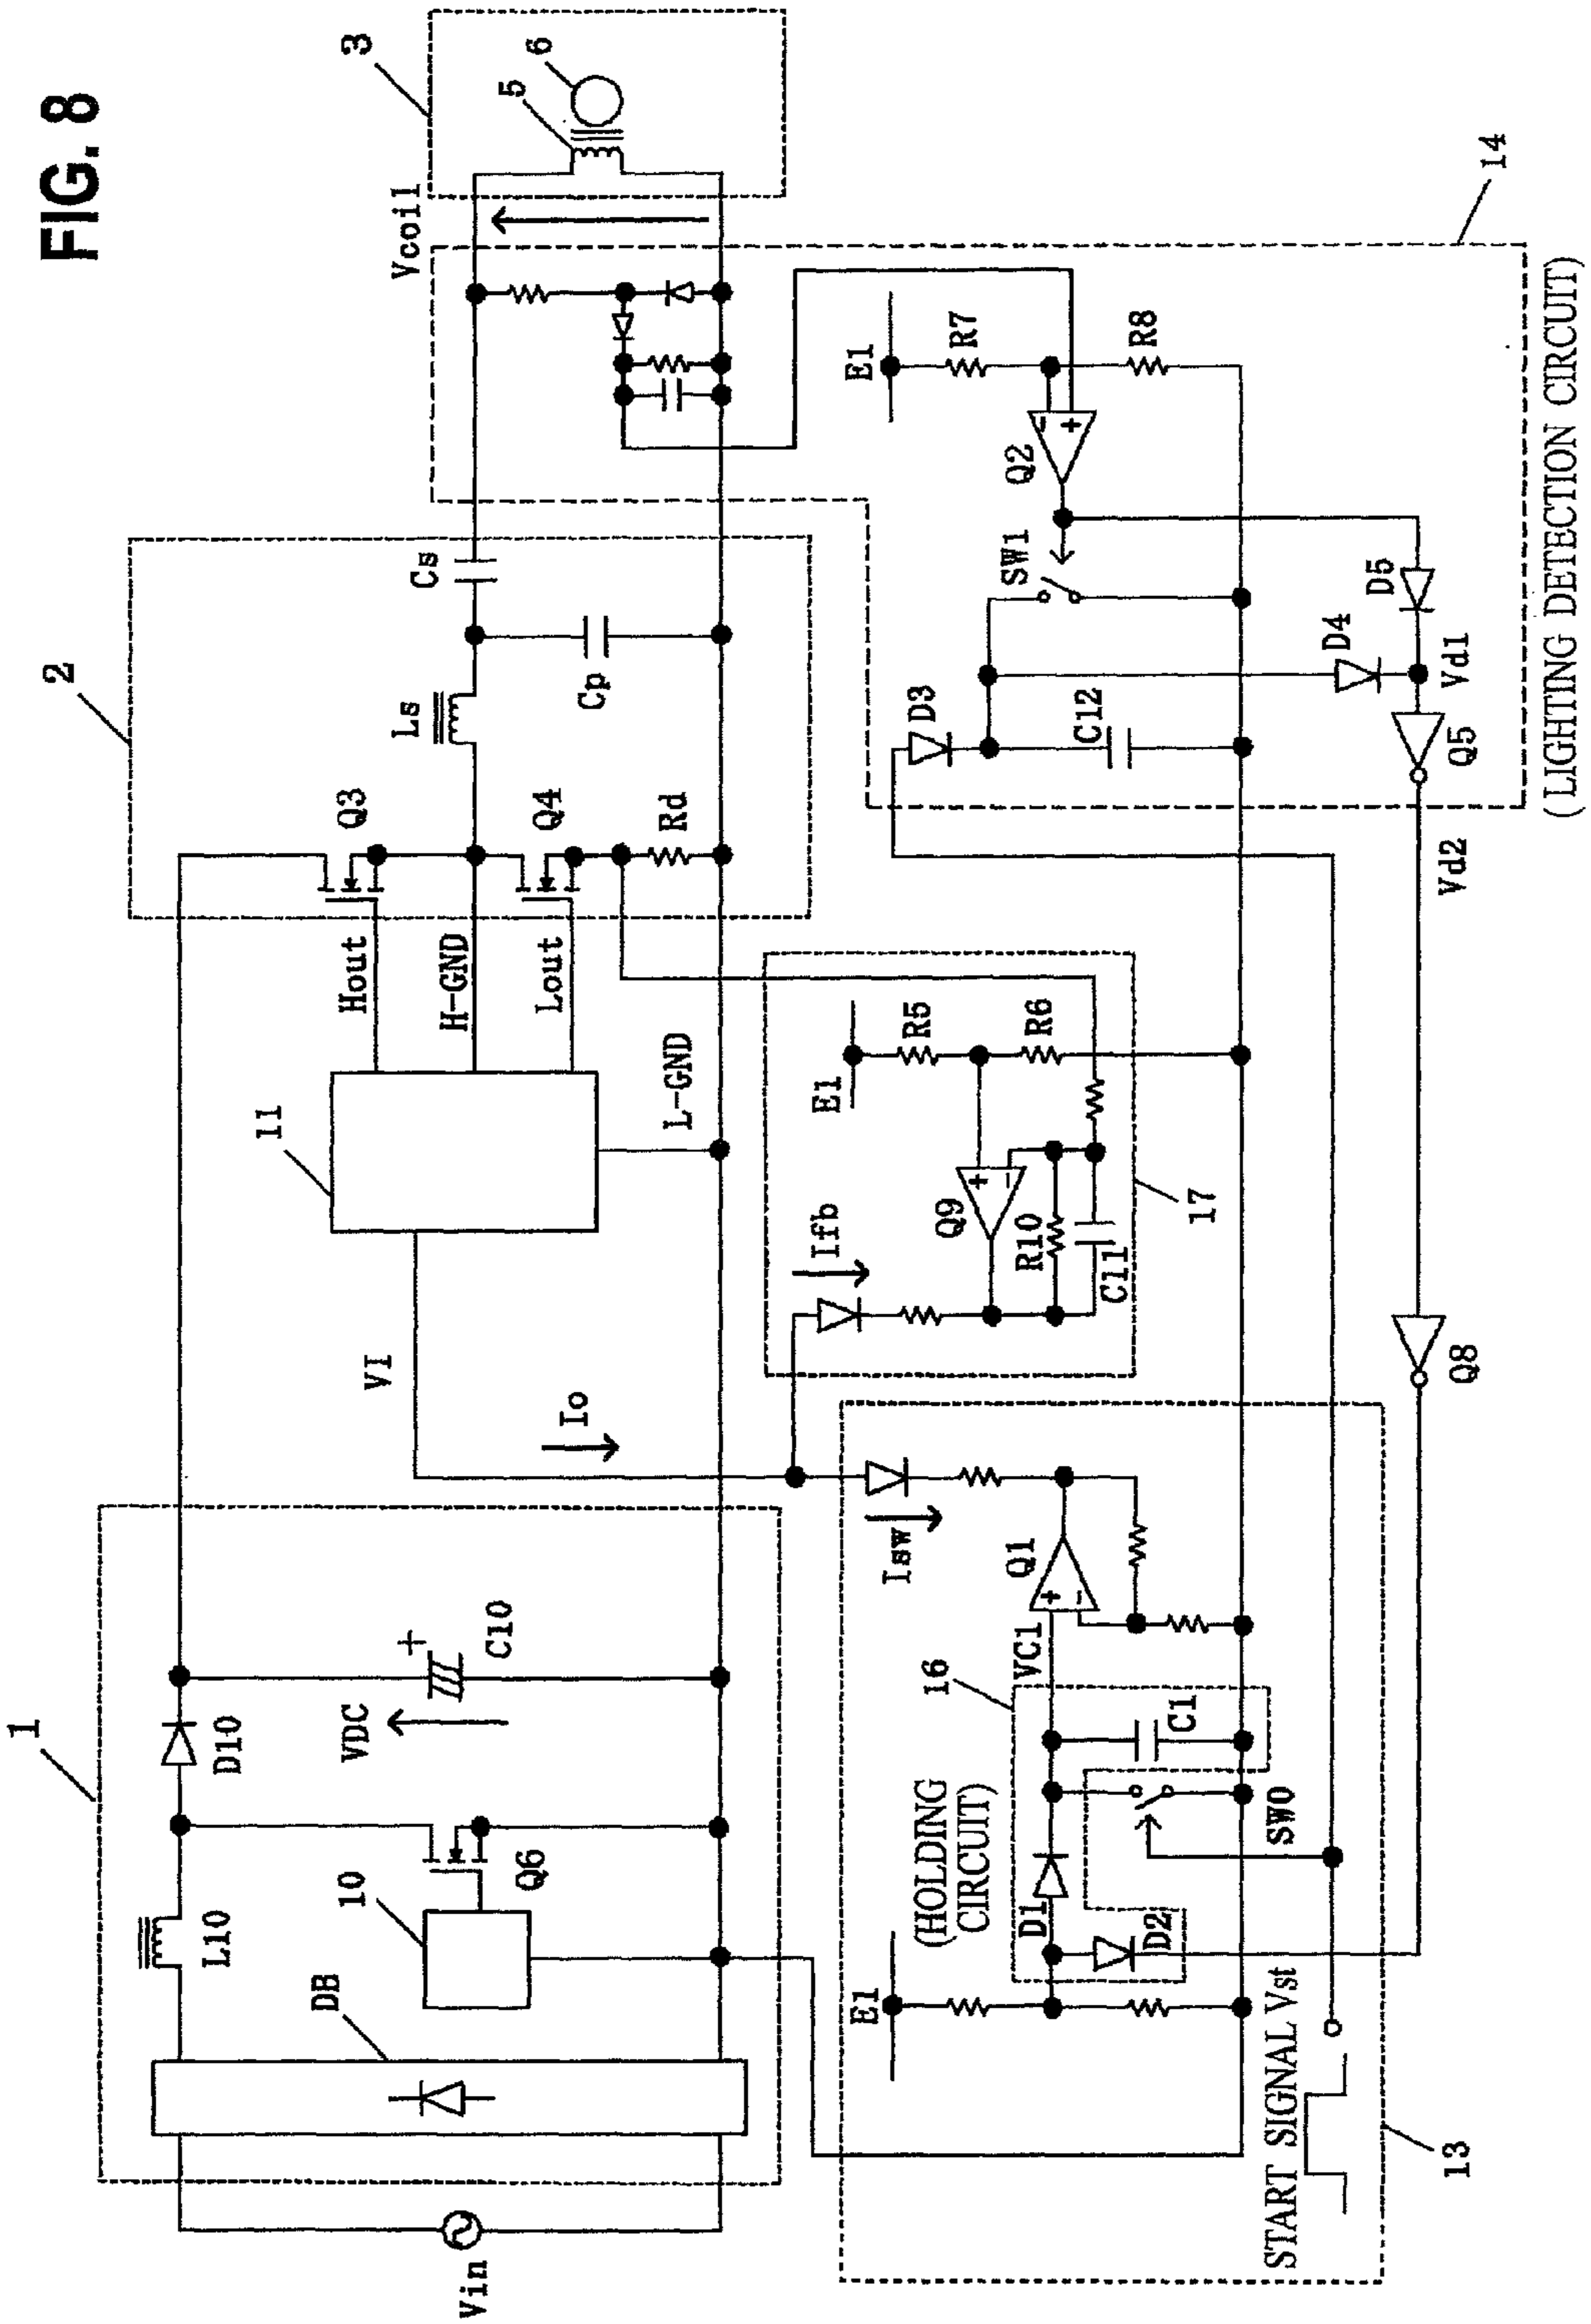 FIG. 8
1
2
3
Vin
DB
L10
10
Q6
D10
VDC
+
C10
VI
Io
11
Hout
H-GND
Lout
L-GND
Q3
Q4
Rd
Ls
Cp
Cs
Vcoil
5
6
E1
(HOLDING
CIRCUIT)
16
D1
D2
VC1
C1
SW0
START SIGNAL Vst
13
Isw
Q1
+
−
Ifb
Q9
+
−
R10
C11
E1
R5
R6
17
Q8
Vd2
D3
C12
SW1
Q2
−
+
E1
R7
R8
D4
D5
Vd1
Q5
14
(LIGHTING DETECTION CIRCUIT)